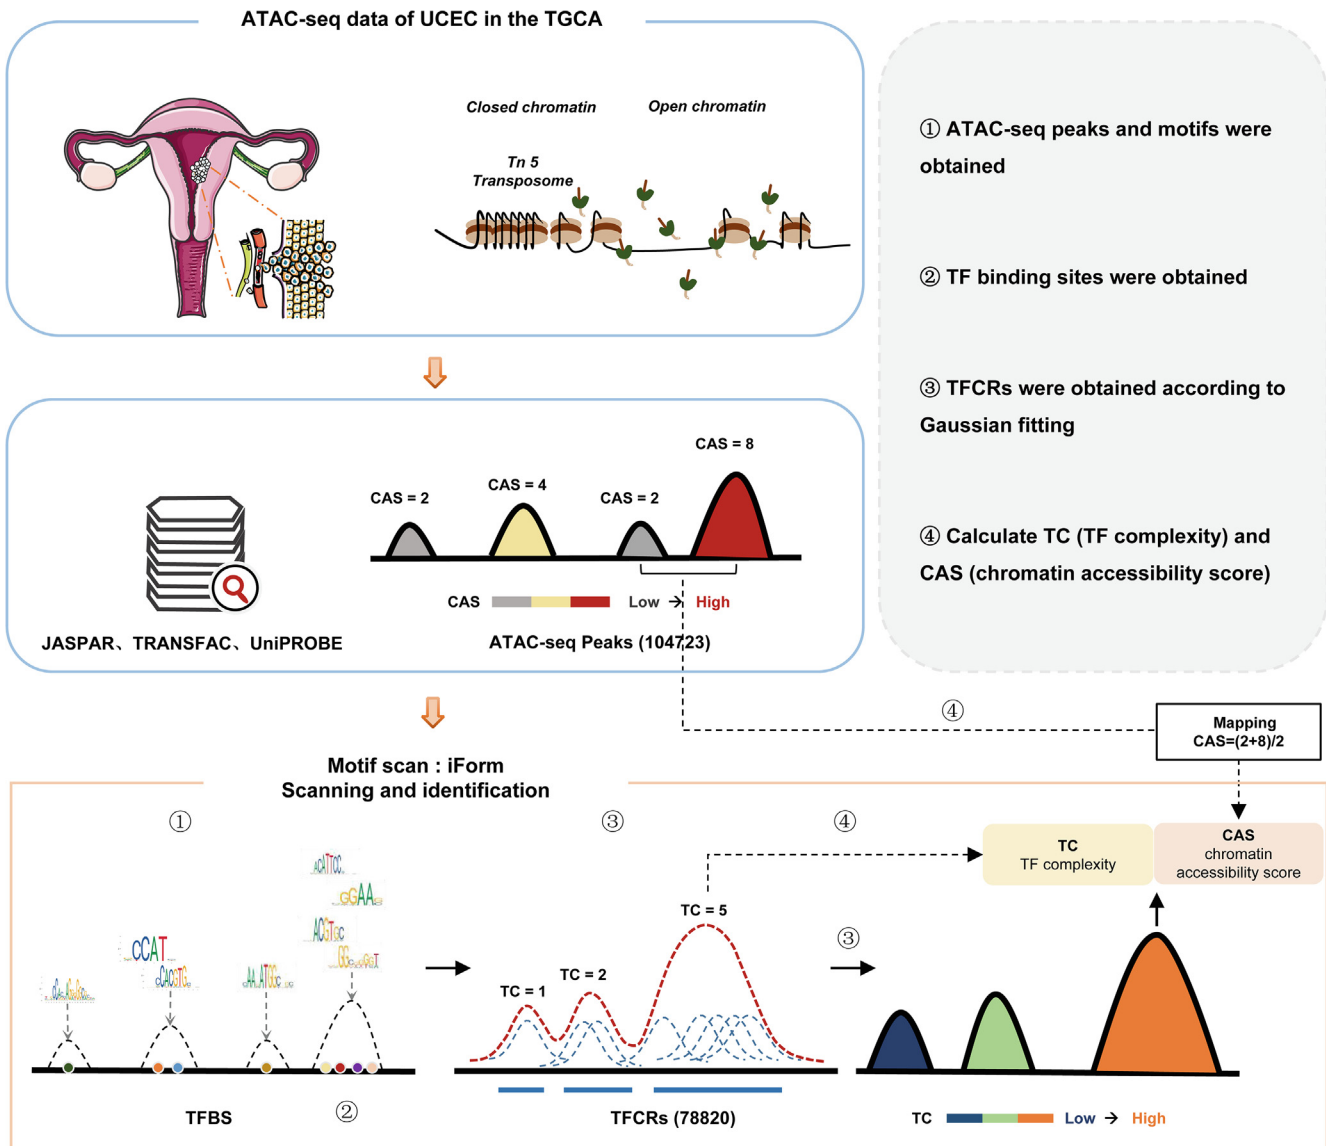 ATAC-seq data of UCEC in the TGCA
Closed chromatin
Open chromatin
Tn 5
Transposome
① ATAC-seq peaks and motifs were
obtained
② TF binding sites were obtained
③ TFCRs were obtained according to
Gaussian fitting
④ Calculate TC (TF complexity) and
CAS (chromatin accessibility score)
CAS = 2
CAS = 4
CAS = 2
CAS = 8
CAS
Low → High
JASPAR、TRANSFAC、UniPROBE
ATAC-seq Peaks (104723)
④
Mapping
CAS=(2+8)/2
Motif scan : iForm
Scanning and identification
①
③
④
TC
TF complexity
CAS
chromatin
accessibility score
ACATTCC
GGAA
ACGTGC
CCAT
CACGTG
TC = 1
TC = 2
TC = 5
③
TFBS
②
TFCRs (78820)
TC
Low → High